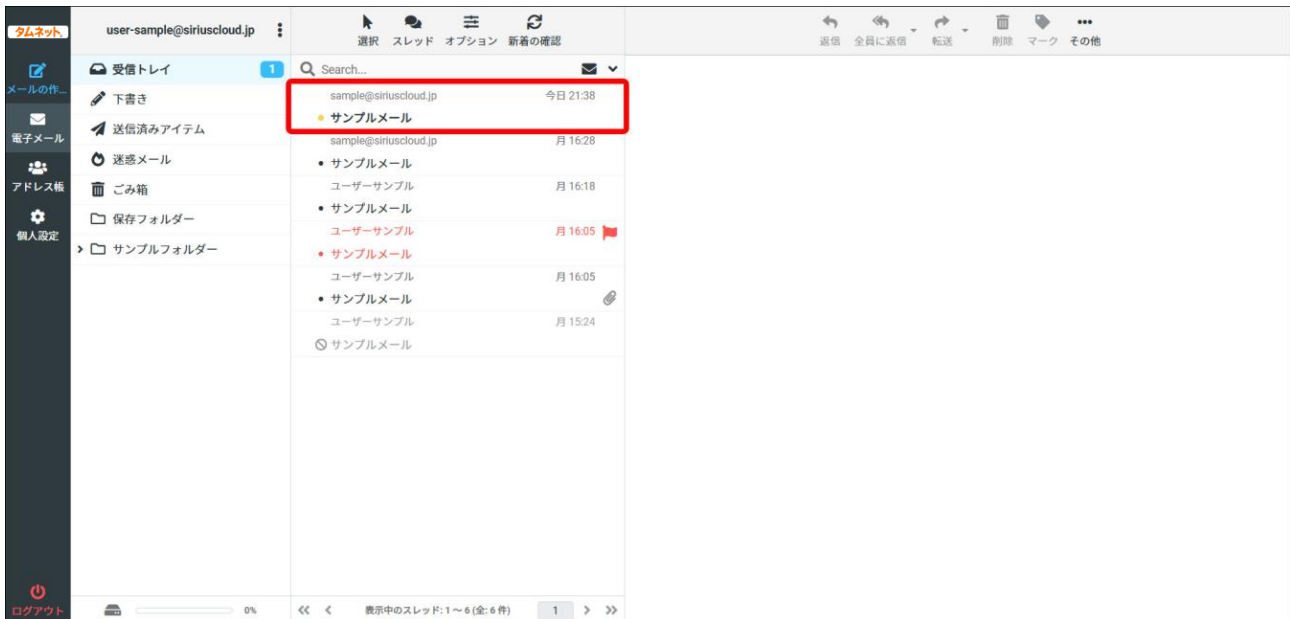 タムネット
メールの作...
電子メール
アドレス帳
個人設定
ログアウト
user-sample@siriuscloud.jp
受信トレイ 1
下書き
送信済みアイテム
迷惑メール
ごみ箱
保存フォルダー
サンプルフォルダー
0%
選択 スレッド オプション 新着の確認
Search...
sample@siriuscloud.jp 今日 21:38
サンプルメール
sample@siriuscloud.jp 月 16:28
サンプルメール
ユーザーサンプル 月 16:18
サンプルメール
ユーザーサンプル 月 16:05
サンプルメール
ユーザーサンプル 月 16:05
サンプルメール
ユーザーサンプル 月 15:24
サンプルメール
表示中のスレッド: 1 ～ 6 (全: 6 件) 1
返信 全員に返信 転送 削除 マーク その他